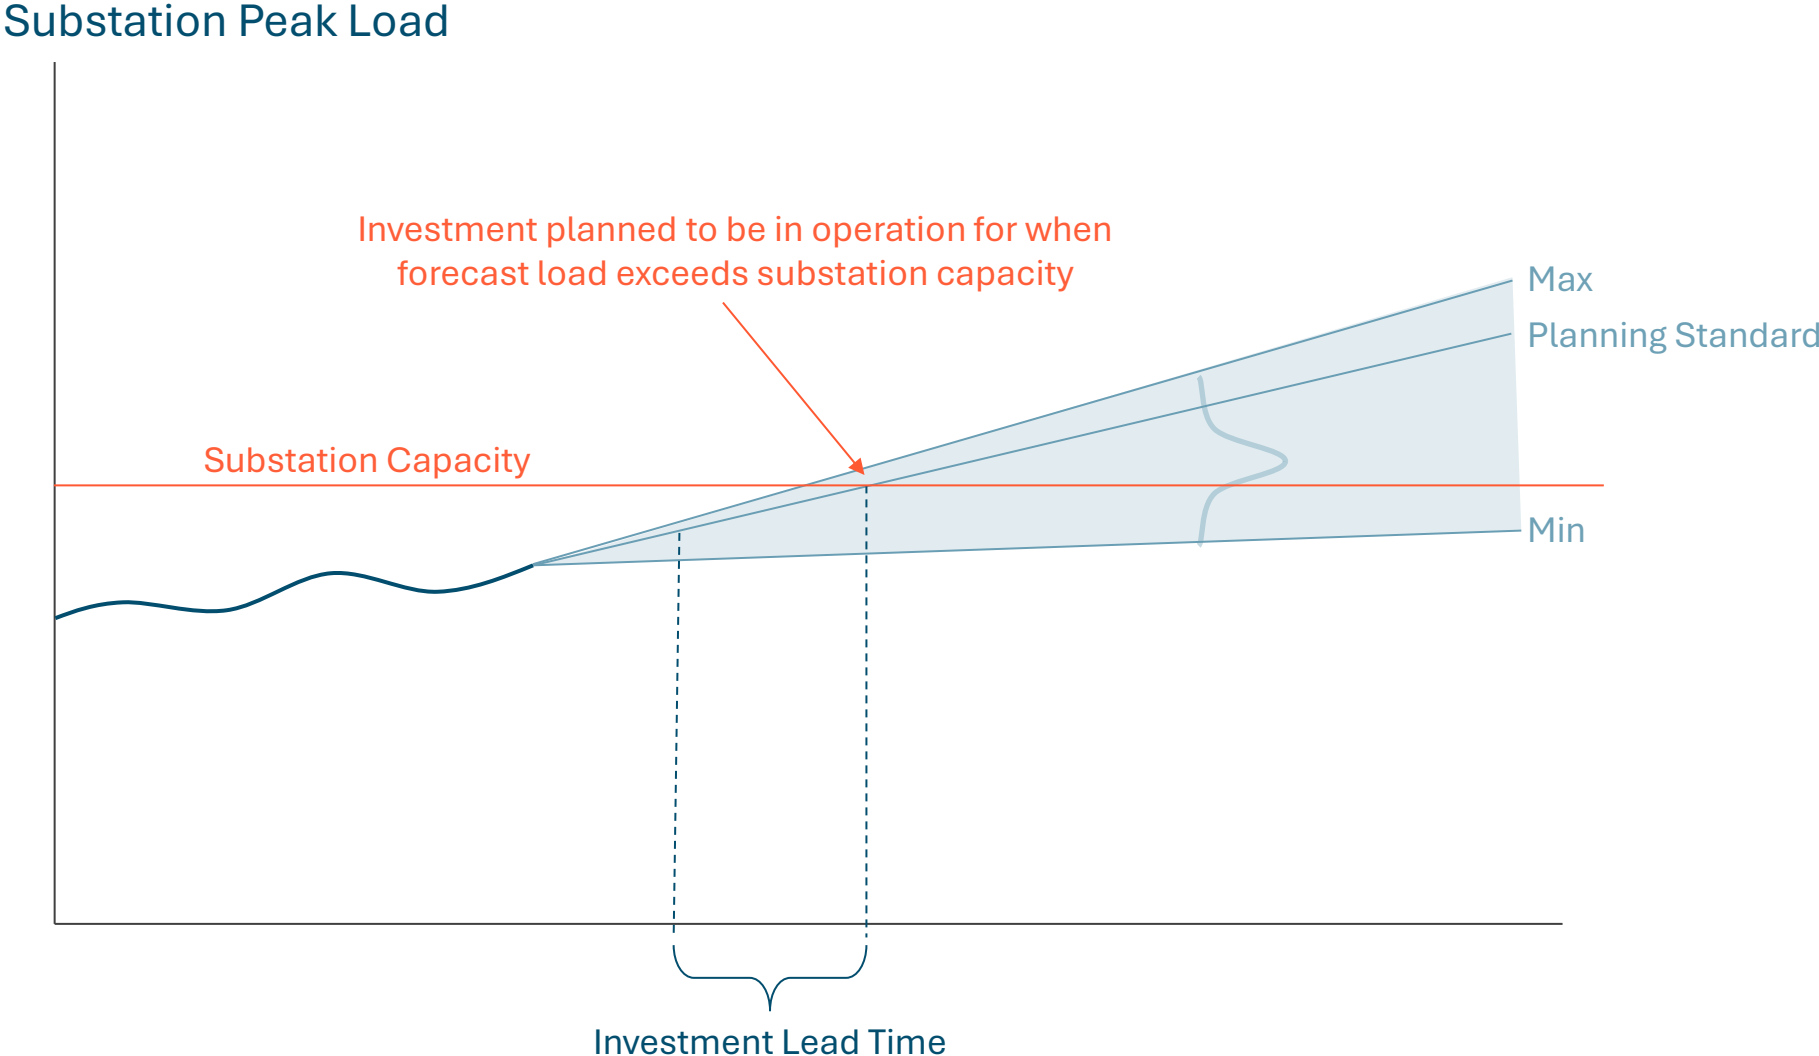 Substation Peak Load
Investment planned to be in operation for when
forecast load exceeds substation capacity
Max
Planning Standard
Substation Capacity
Min
Investment Lead Time